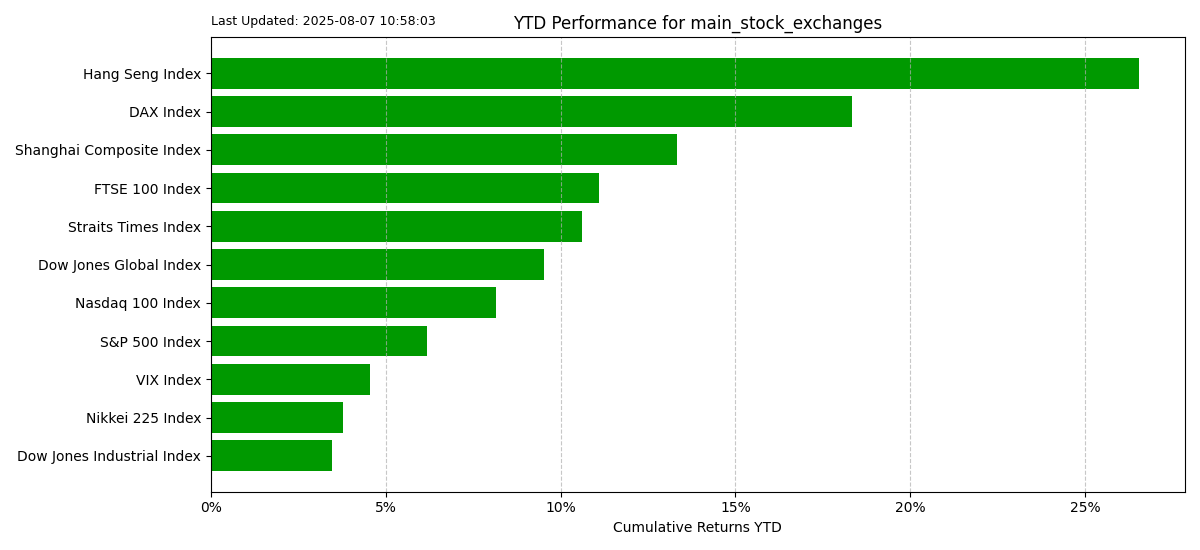 Last Updated: 2025-08-07 10:58:03
YTD Performance for main_stock_exchanges
Hang Seng Index
DAX Index
Shanghai Composite Index
FTSE 100 Index
Straits Times Index
Dow Jones Global Index
Nasdaq 100 Index
S&P 500 Index
VIX Index
Nikkei 225 Index
Dow Jones Industrial Index
0% 5% 10% 15% 20% 25%
Cumulative Returns YTD